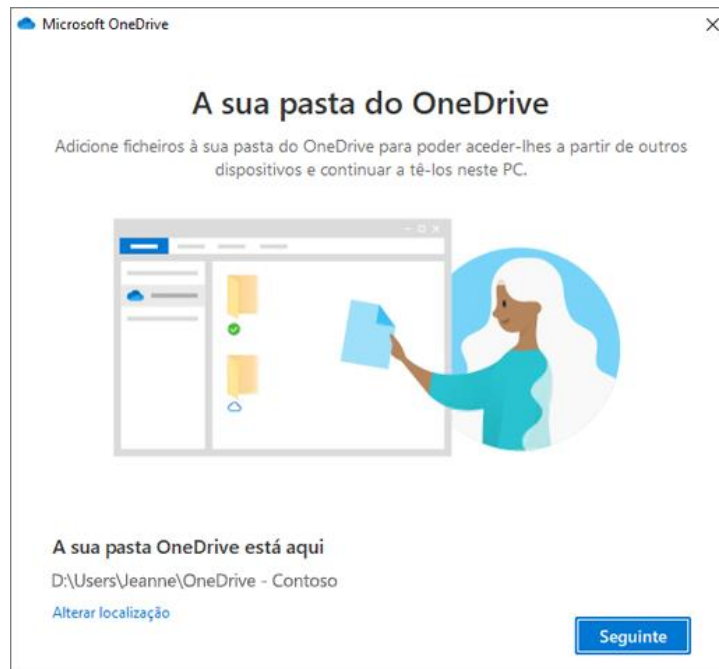 Microsoft OneDrive
A sua pasta do OneDrive
Adicione ficheiros à sua pasta do OneDrive para poder aceder-lhes a partir de outros
dispositivos e continuar a tê-los neste PC.
A sua pasta OneDrive está aqui
D:\Users\Jeanne\OneDrive - Contoso
Alterar localização
Seguinte